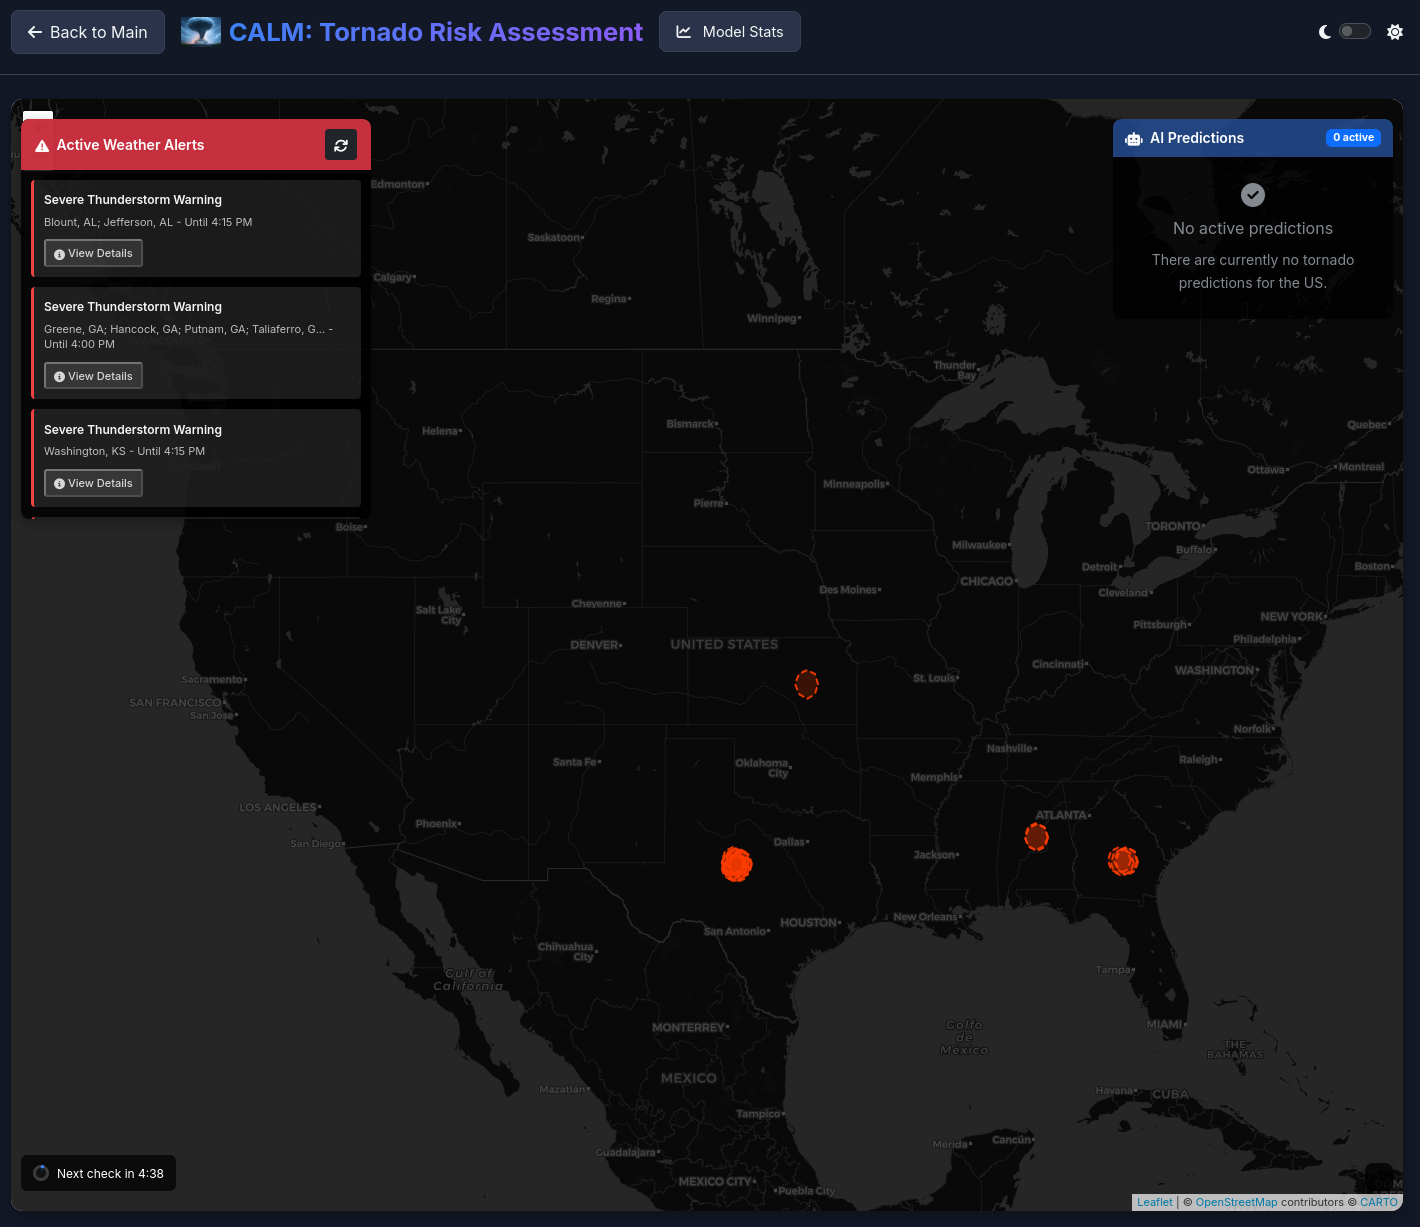 Back to Main
CALM: Tornado Risk Assessment
Model Stats
Active Weather Alerts
Severe Thunderstorm Warning
Blount, AL; Jefferson, AL - Until 4:15 PM
View Details
Severe Thunderstorm Warning
Greene, GA; Hancock, GA; Putnam, GA; Taliaferro, G... -
Until 4:00 PM
View Details
Severe Thunderstorm Warning
Washington, KS - Until 4:15 PM
View Details
AI Predictions
0 active
No active predictions
There are currently no tornado
predictions for the US.
Edmonton
Saskatoon
Calgary
Regina
Winnipeg
Thunder
Bay
Helena
Bismarck
Quebec
Ottawa
Montreal
Minneapolis
Pierre
Boise
TORONTO
Milwaukee
Buffalo
Detroit
Boston
CHICAGO
Des Moines
Cleveland
Salt Lake
City
Cheyenne
NEW YORK
Pittsburgh
Philadelphia
DENVER
UNITED STATES
Cincinnati
WASHINGTON
Sacramento
St. Louis
SAN FRANCISCO
San Jose
Norfolk
Nashville
Santa Fe
Oklahoma
City
Raleigh
Memphis
LOS ANGELES
Phoenix
ATLANTA
San Diego
Dallas
Jackson
New Orleans
HOUSTON
San Antonio
Chihuahua
City
Gulf of
California
Tampa
MONTERREY
Golfo
de
México
MIAMI
THE
BAHAMAS
MEXICO
Mazatlán
Havana
CUBA
Tampico
Mérida
Cancún
Guadalajara
MEXICO CITY
Puebla City
Next check in 4:38
Leaflet | © OpenStreetMap contributors © CARTO